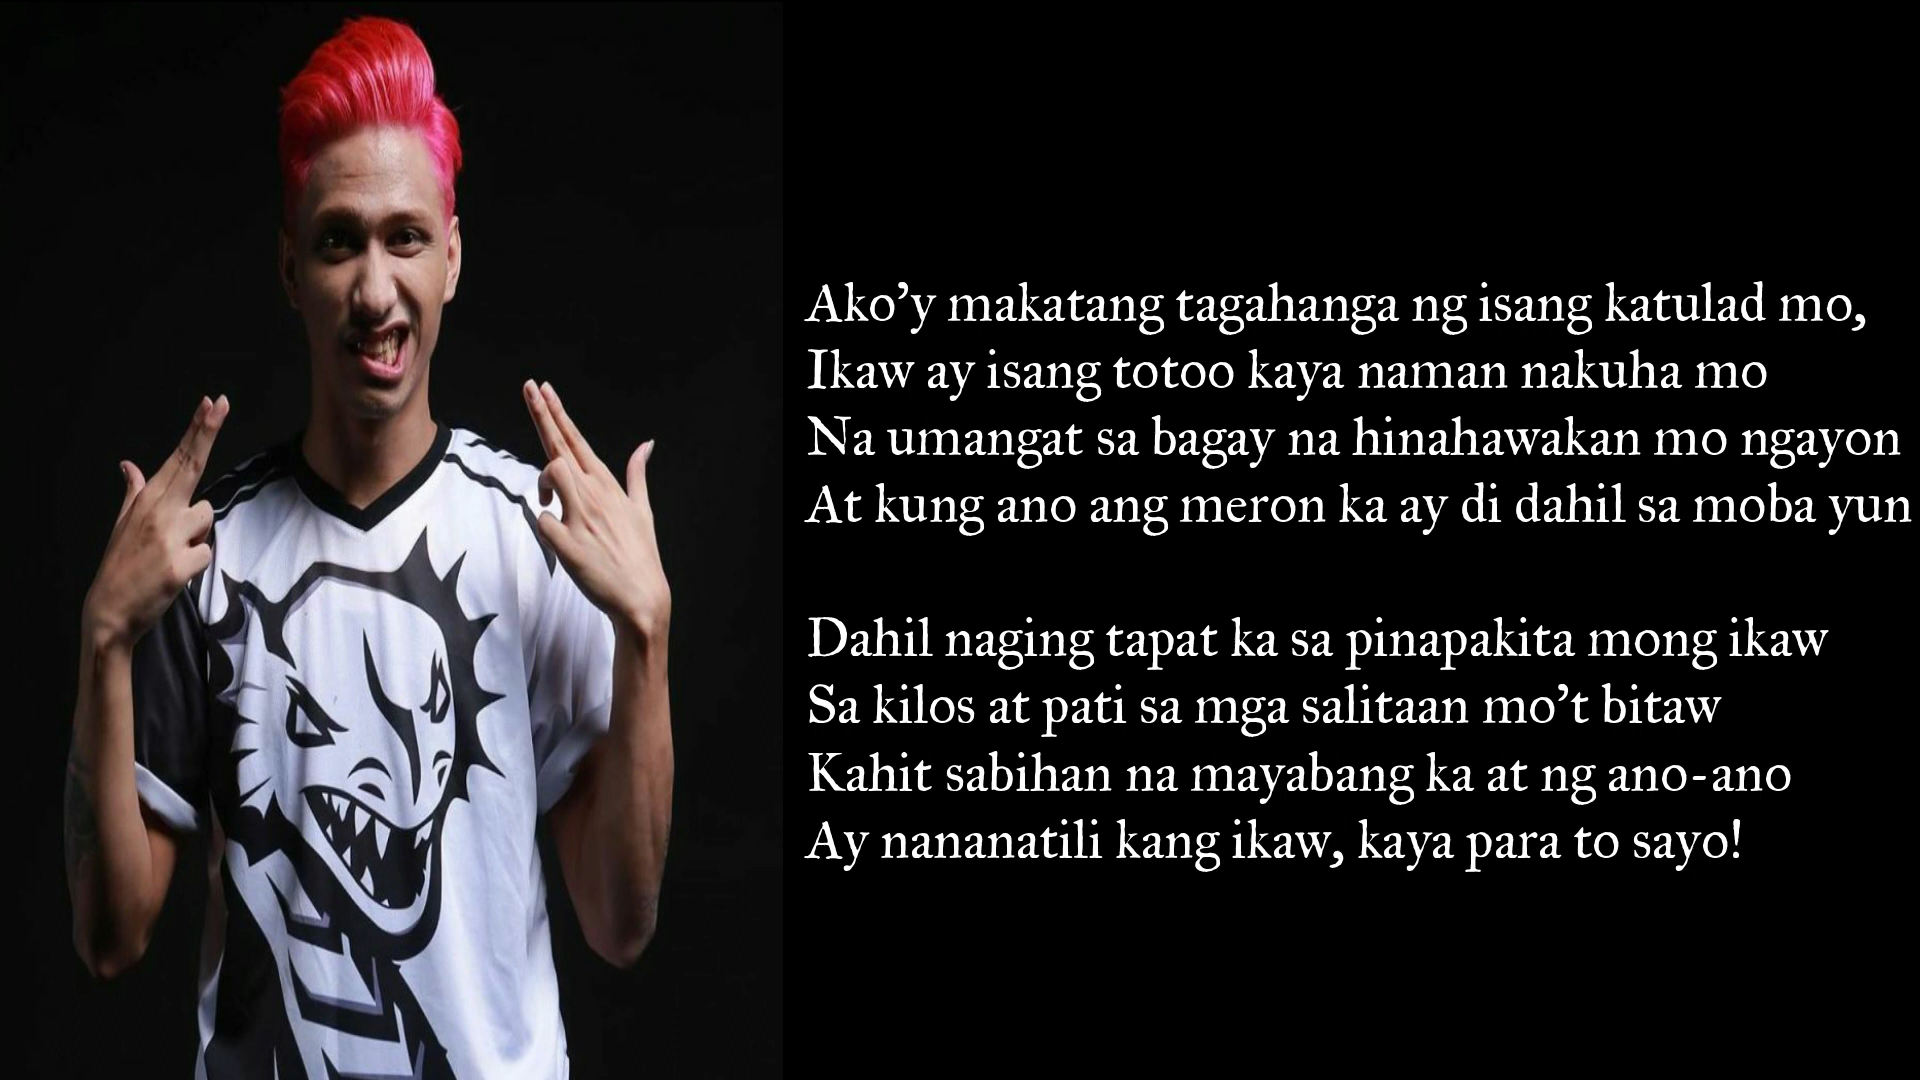 Ako’y makatang tagahanga ng isang katulad mo,
Ikaw ay isang totoo kaya naman nakuha mo
Na umangat sa bagay na hinahawakan mo ngayon
At kung ano ang meron ka ay di dahil sa moba yun
Dahil naging tapat ka sa pinapakita mong ikaw
Sa kilos at pati sa mga salitaan mo’t bitaw
Kahit sabihan na mayabang ka at ng ano-ano
Ay nananatili kang ikaw, kaya para to sayo!